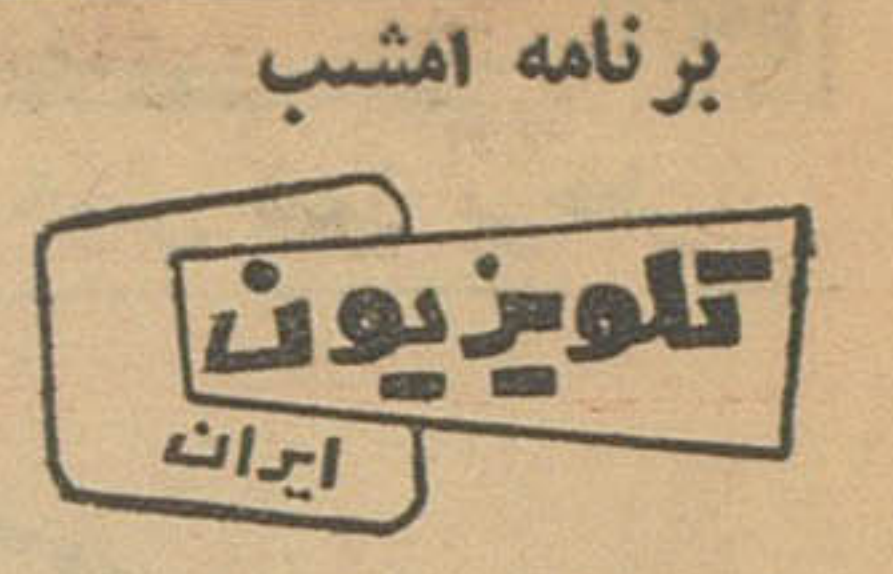 برنامه امشب
تلویزیون
ایران